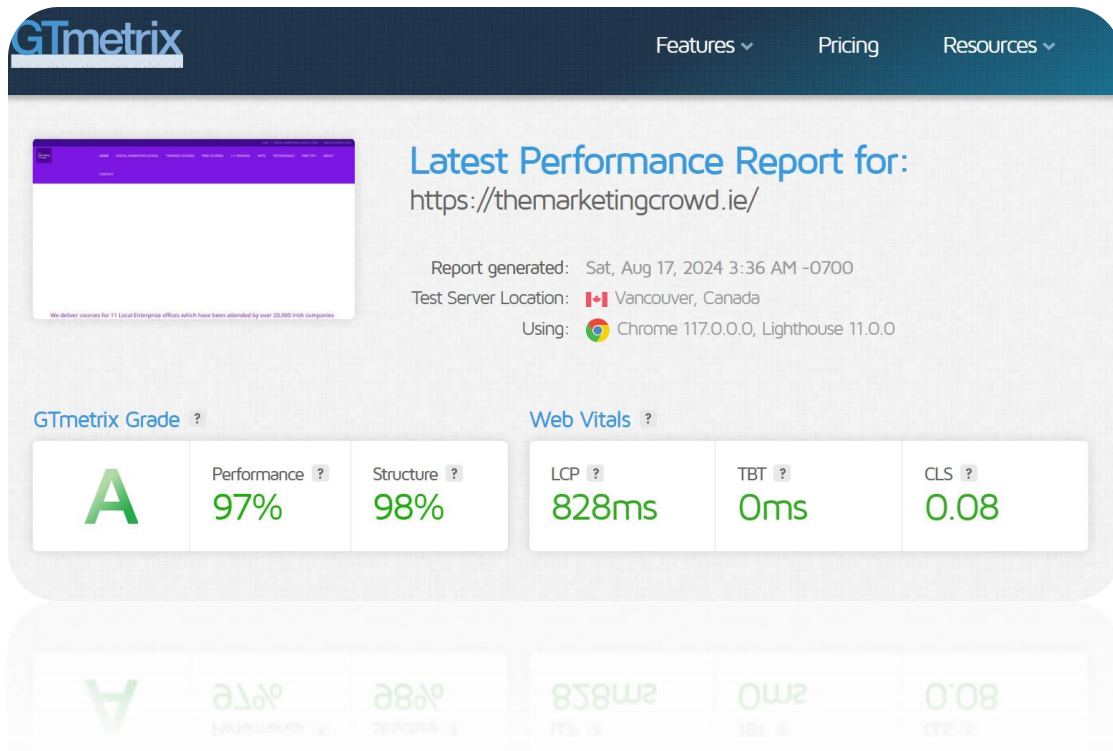 GTmetrix
Features
Pricing
Resources
HOME
CONTACT
We deliver courses for 11 Local Enterprise offices which have been attended by over 20,000 Irish companies
Latest Performance Report for:
https://themarketingcrowd.ie/
Report generated: Sat, Aug 17, 2024 3:36 AM -0700
Test Server Location: Vancouver, Canada
Using: Chrome 117.0.0.0, Lighthouse 11.0.0
GTmetrix Grade ?
Web Vitals ?
A
Performance ?
97%
Structure ?
98%
LCP ?
828ms
TBT ?
0ms
CLS ?
0.08